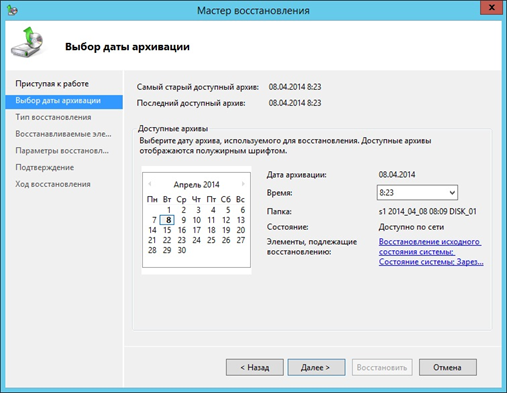 Мастер восстановления
Выбор даты архивации
Приступая к работе
Выбор даты архивации
Тип восстановления
Восстанавливаемые эле...
Параметры восстановл...
Подтверждение
Ход восстановления
Самый старый доступный архив: 08.04.2014 8:23
Последний доступный архив: 08.04.2014 8:23
Доступные архивы
Выберите дату архива, используемого для восстановления. Доступные архивы
отображаются полужирным шрифтом.
Апрель 2014
Пн Вт Ср Чт Пт Сб Вс
1 2 3 4 5 6
7 8 9 10 11 12 13
14 15 16 17 18 19 20
21 22 23 24 25 26 27
28 29 30
Дата архивации: 08.04.2014
Время: 8:23
Папка: s1 2014_04_08 08:09 DISK_01
Состояние: Доступно по сети
Элементы, подлежащие восстановлению:
Восстановление исходного
состояния системы;
Состояние системы; Зарез...
< Назад
Далее >
Восстановить
Отмена